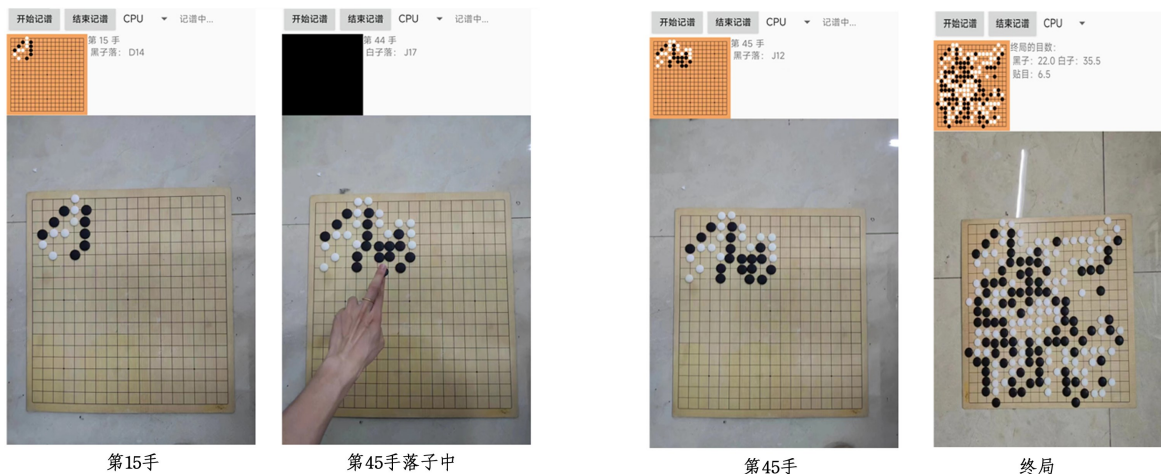 开始记谱 结束记谱 CPU 记谱中...
第 15 手
黑子落: D14
开始记谱 结束记谱 CPU 记谱中...
第 44 手
白子落: J17
开始记谱 结束记谱 CPU 记谱中...
第 45 手
黑子落: J12
开始记谱 结束记谱 CPU
终局的目数:
黑子: 22.0 白子: 35.5
贴目: 6.5
第15手
第45手落子中
第45手
终局